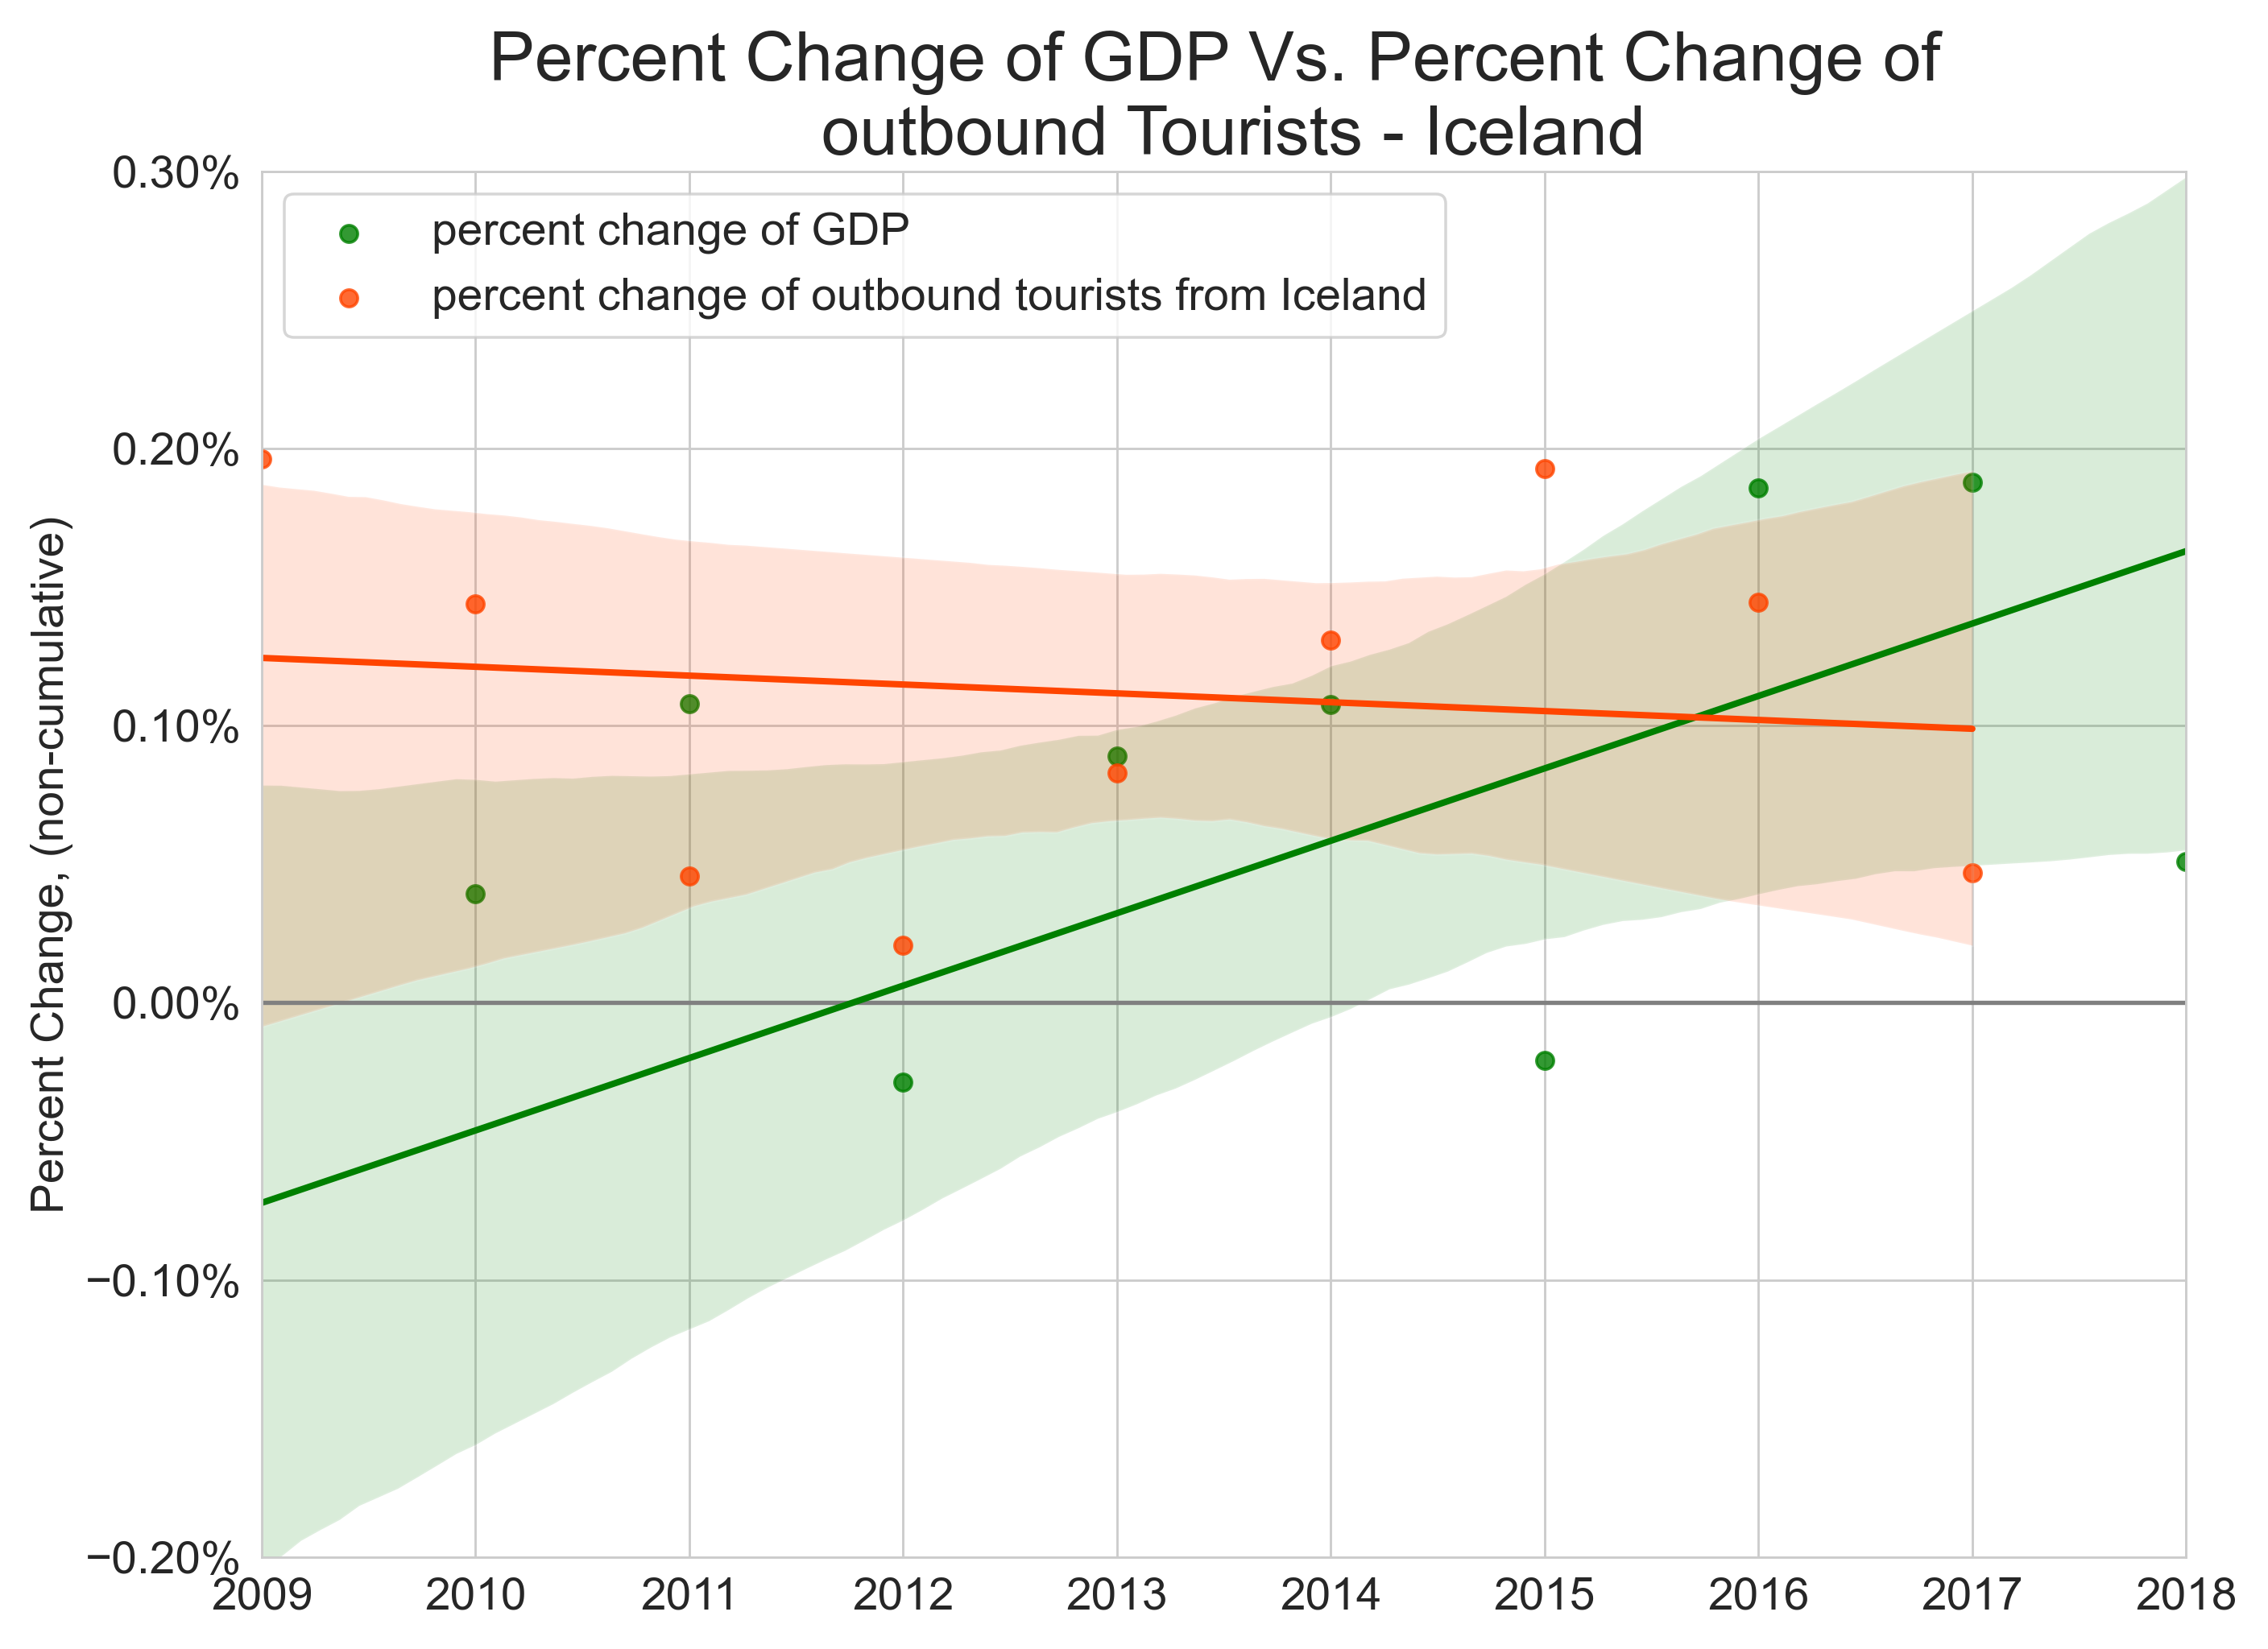 Percent Change of GDP Vs. Percent Change of
outbound Tourists - Iceland
percent change of GDP
percent change of outbound tourists from Iceland
Percent Change, (non-cumulative)
0.30%
0.20%
0.10%
0.00%
−0.10%
−0.20%
2009 2010 2011 2012 2013 2014 2015 2016 2017 2018